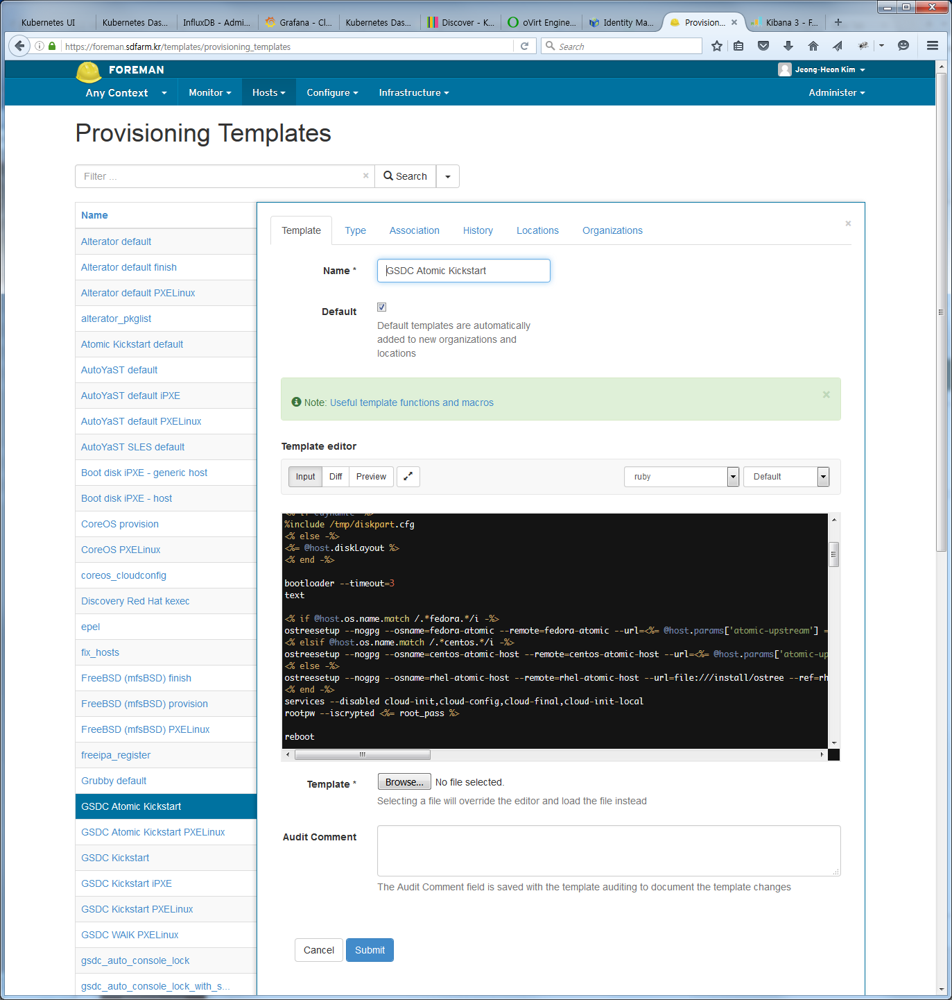 Kubernetes UI
Kubernetes Das...
InfluxDB - Admi...
Grafana - Cl...
Kubernetes Das...
Discover - K...
oVirt Engine...
Identity Ma...
Provision...
Kibana 3 - F...
https://foreman.sdfarm.kr/templates/provisioning_templates
Search
FOREMAN
Jeong-Heon Kim
Any Context
Monitor
Hosts
Configure
Infrastructure
Administer
Provisioning Templates
Filter ...
Search
Name
Alterator default
Alterator default finish
Alterator default PXELinux
alterator_pkglist
Atomic Kickstart default
AutoYaST default
AutoYaST default iPXE
AutoYaST default PXELinux
AutoYaST SLES default
Boot disk iPXE - generic host
Boot disk iPXE - host
CoreOS provision
CoreOS PXELinux
coreos_cloudconfig
Discovery Red Hat kexec
epel
fix_hosts
FreeBSD (mfsBSD) finish
FreeBSD (mfsBSD) provision
FreeBSD (mfsBSD) PXELinux
freeipa_register
Grubby default
GSDC Atomic Kickstart
GSDC Atomic Kickstart PXELinux
GSDC Kickstart
GSDC Kickstart iPXE
GSDC Kickstart PXELinux
GSDC WAIK PXELinux
gsdc_auto_console_lock
gsdc_auto_console_lock_with_s...
Template
Type
Association
History
Locations
Organizations
Name *
GSDC Atomic Kickstart
Default
Default templates are automatically
added to new organizations and
locations
Note: Useful template functions and macros
Template editor
Input
Diff
Preview
ruby
Default
%include /tmp/diskpart.cfg
<% else -%>
<%= @host.diskLayout %>
<% end -%>
bootloader --timeout=3
text
<% if @host.os.name.match /.*fedora.*/i -%>
ostreesetup --nogpg --osname=fedora-atomic --remote=fedora-atomic --url=<%= @host.params['atomic-upstream'] =
<% elsif @host.os.name.match /.*centos.*/i -%>
ostreesetup --nogpg --osname=centos-atomic-host --remote=centos-atomic-host --url=<%= @host.params['atomic-up
<% else -%>
ostreesetup --nogpg --osname=rhel-atomic-host --remote=rhel-atomic-host --url=file:///install/ostree --ref=rh
<% end -%>
services --disabled cloud-init,cloud-config,cloud-final,cloud-init-local
rootpw --iscrypted <%= root_pass %>
reboot
Template *
Browse...
No file selected.
Selecting a file will override the editor and load the file instead
Audit Comment
The Audit Comment field is saved with the template auditing to document the template changes
Cancel
Submit